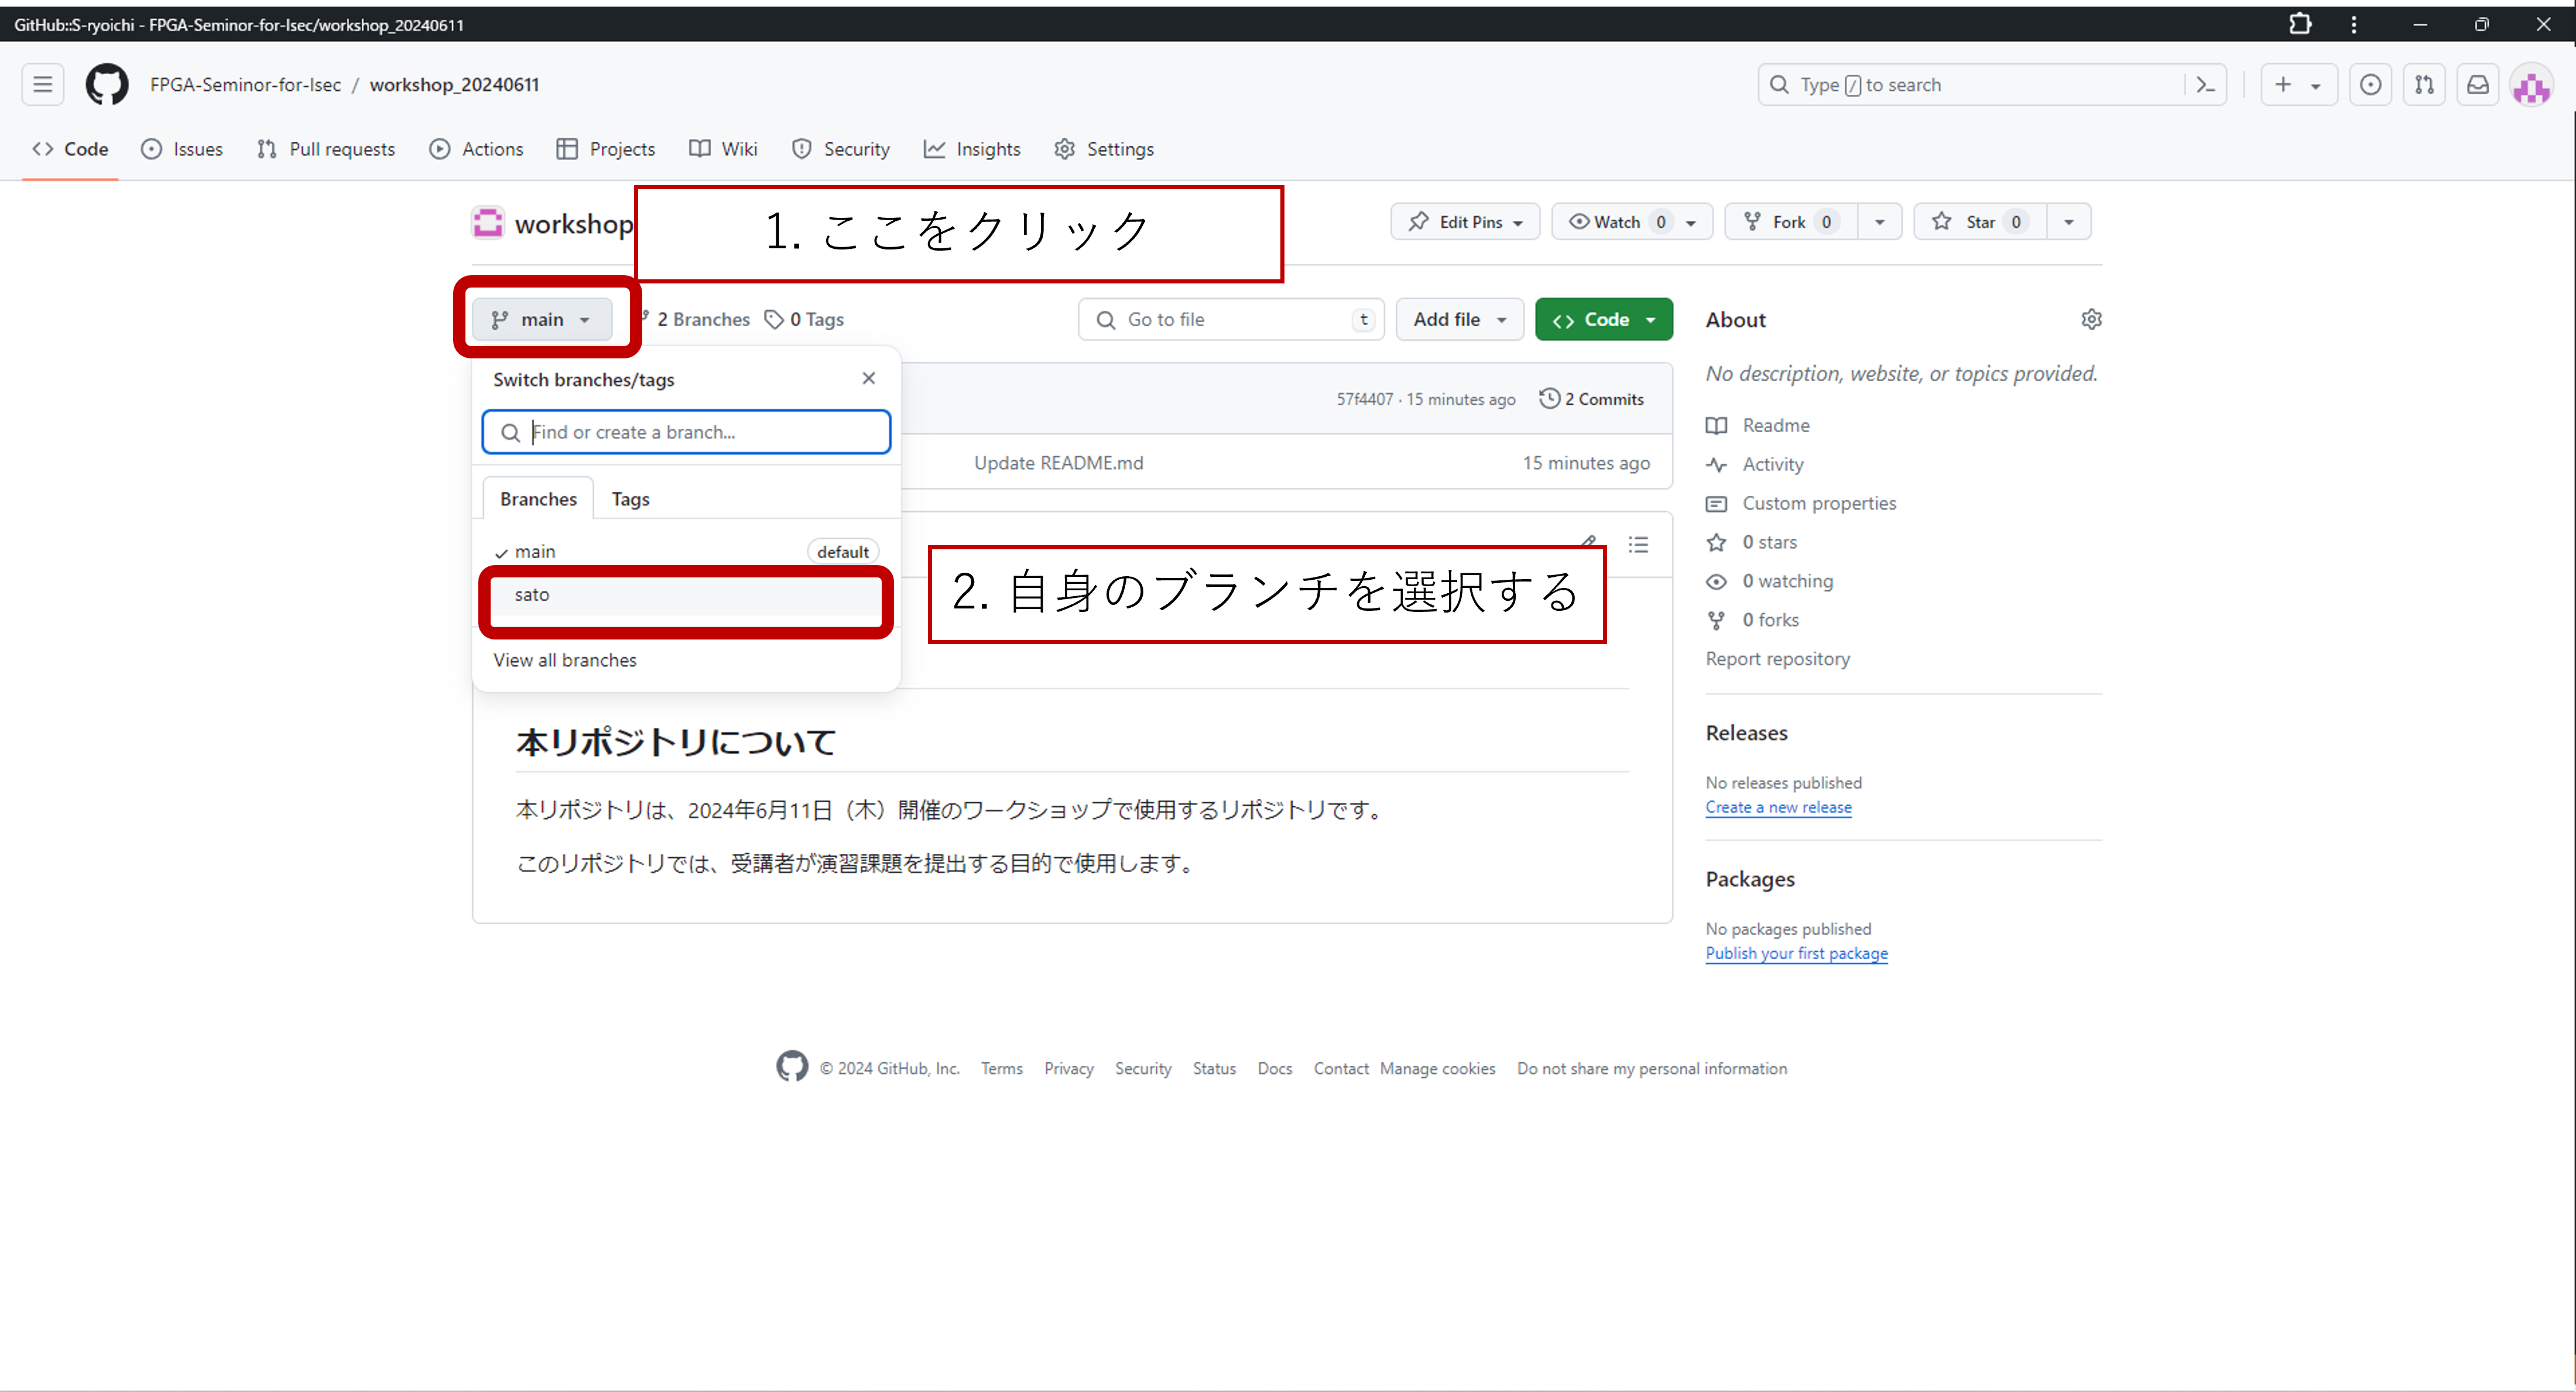 GitHub::S-ryoichi - FPGA-Seminor-for-Isec/workshop_20240611
FPGA-Seminor-for-Isec / workshop_20240611
Type / to search
Code Issues Pull requests Actions Projects Wiki Security Insights Settings
workshop
1. ここをクリック
Edit Pins Watch 0 Fork 0 Star 0
main 2 Branches 0 Tags
Go to file t Add file Code
Switch branches/tags
Find or create a branch...
Branches Tags
main default
sato
View all branches
57f4407 · 15 minutes ago 2 Commits
Update README.md 15 minutes ago
2. 自身のブランチを選択する
本リポジトリについて
本リポジトリは、2024年6月11日（木）開催のワークショップで使用するリポジトリです。
このリポジトリでは、受講者が演習課題を提出する目的で使用します。
About
No description, website, or topics provided.
Readme
Activity
Custom properties
0 stars
0 watching
0 forks
Report repository
Releases
No releases published
Create a new release
Packages
No packages published
Publish your first package
© 2024 GitHub, Inc. Terms Privacy Security Status Docs Contact Manage cookies Do not share my personal information